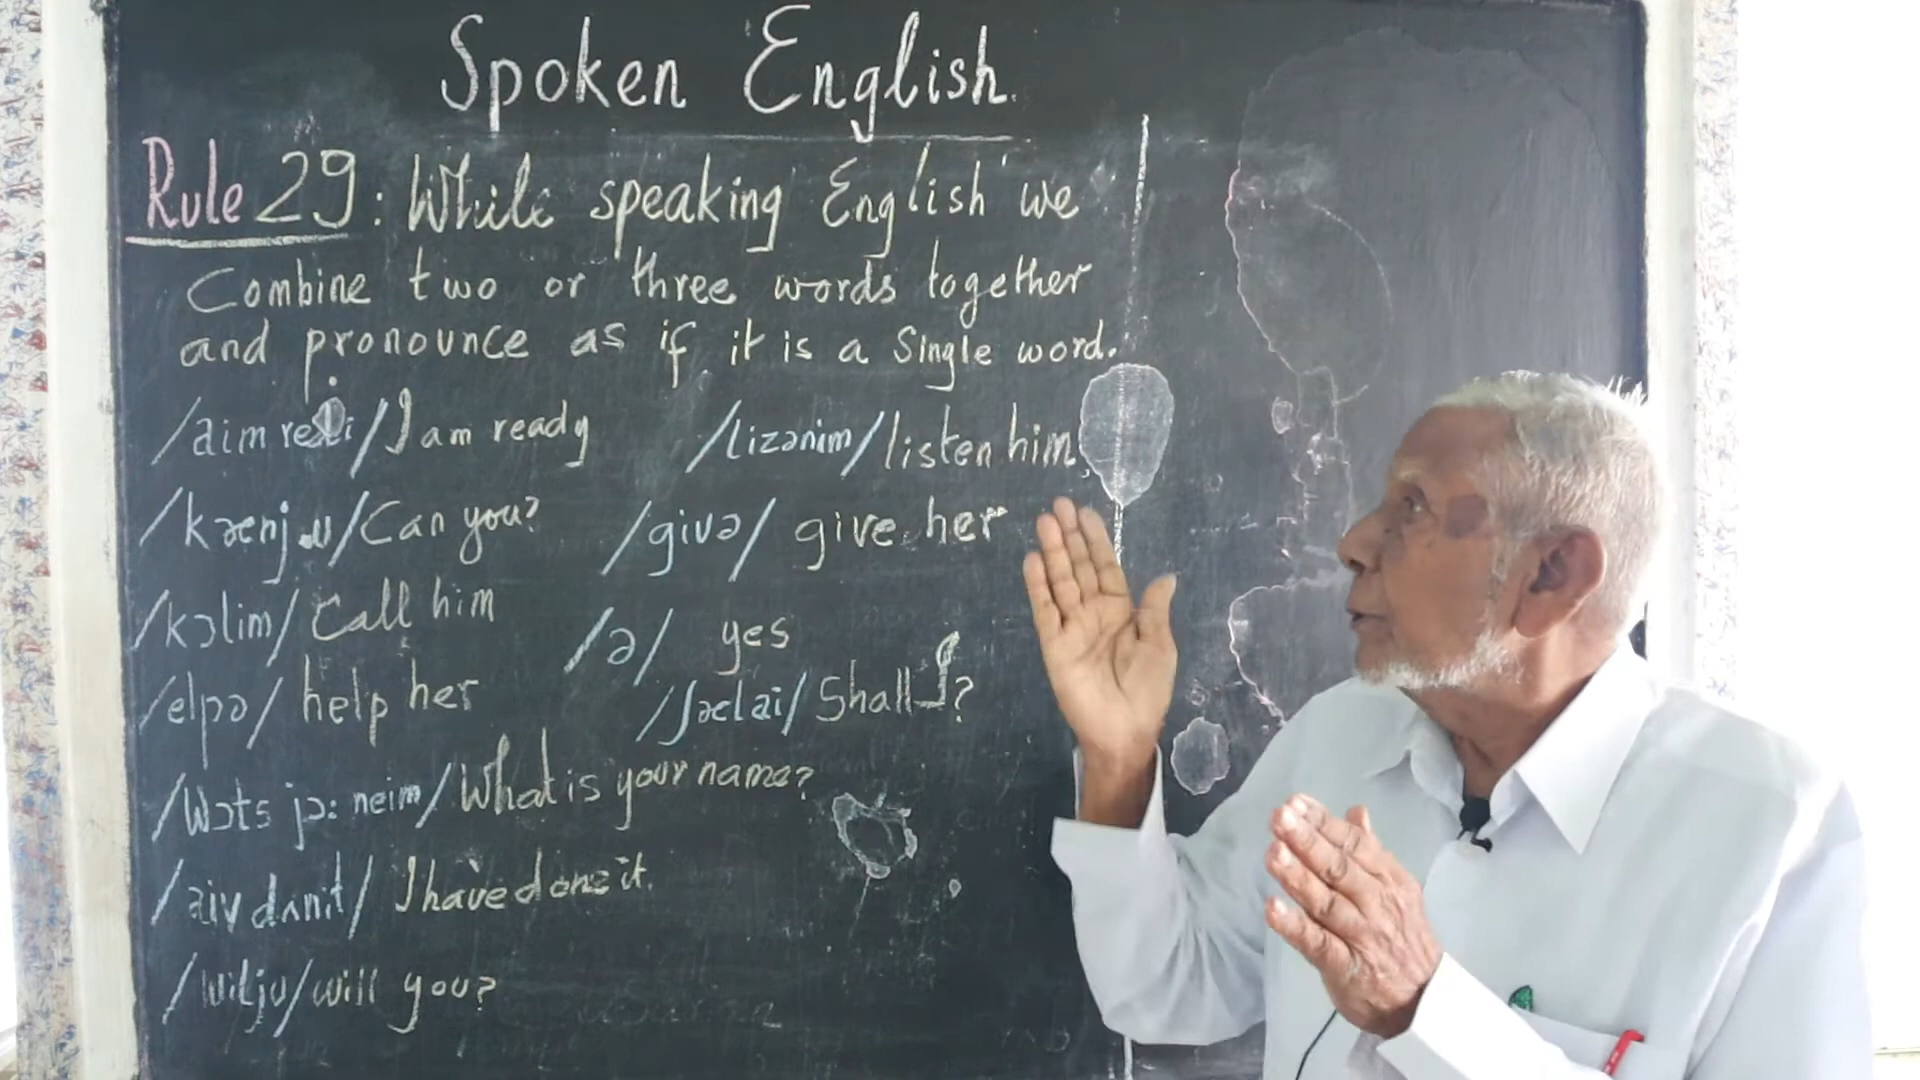 Spoken English.
Rule 29: While speaking English we
Combine two or three words together
and pronounce as if it is a Single word.
/aim redi/ I am ready /lizənim/ listen him
/kaenju/ Can you? /givə/ give her
/kɔlim/ Call him /ə/ yes
/elpə/ help her /ʃaelai/ Shall I?
/Wɔts jɔ: neim/ What is your name?
/aiv dʌnit/ I have done it.
/wilju/ will you?